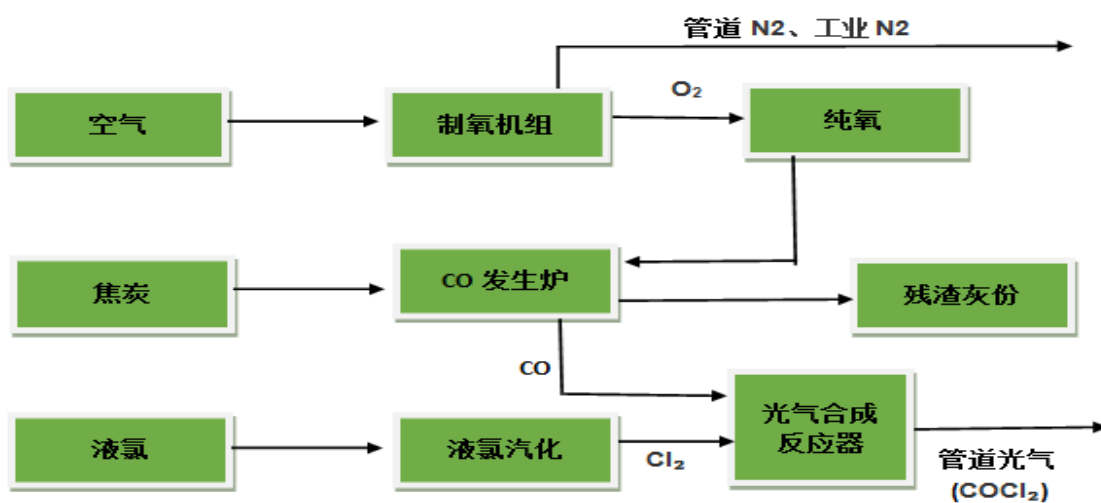 管道 N2、工业 N2
空气
制氧机组
O₂
纯氧
焦炭
CO 发生炉
残渣灰份
CO
液氯
液氯汽化
Cl₂
光气合成
反应器
管道光气
(COCl₂)